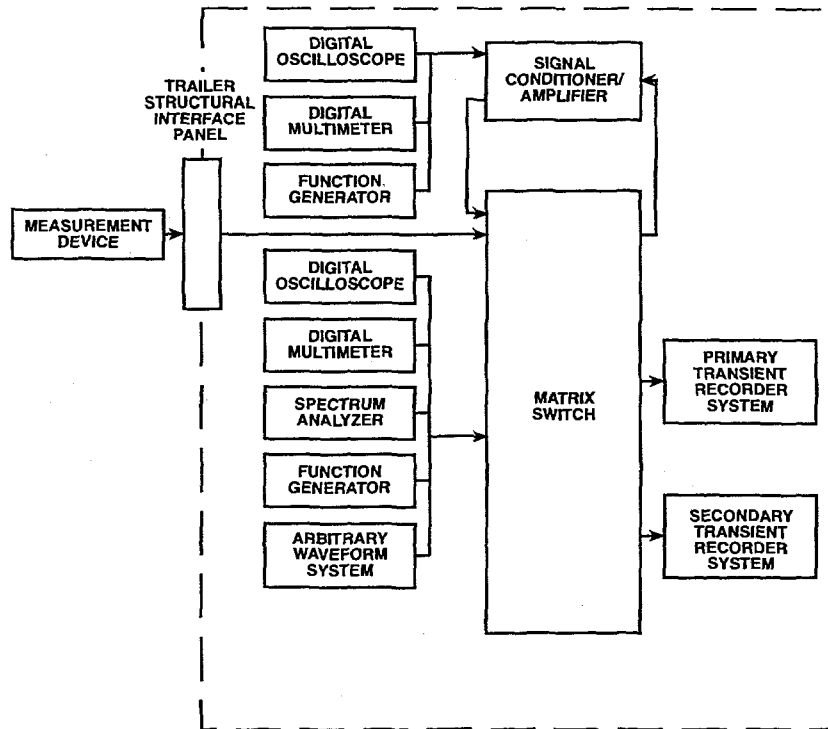 TRAILER
STRUCTURAL
INTERFACE
PANEL
MEASUREMENT
DEVICE
DIGITAL
OSCILLOSCOPE
DIGITAL
MULTIMETER
FUNCTION
GENERATOR
SIGNAL
CONDITIONER/
AMPLIFIER
DIGITAL
OSCILLOSCOPE
DIGITAL
MULTIMETER
SPECTRUM
ANALYZER
FUNCTION
GENERATOR
ARBITRARY
WAVEFORM
SYSTEM
MATRIX
SWITCH
PRIMARY
TRANSIENT
RECORDER
SYSTEM
SECONDARY
TRANSIENT
RECORDER
SYSTEM